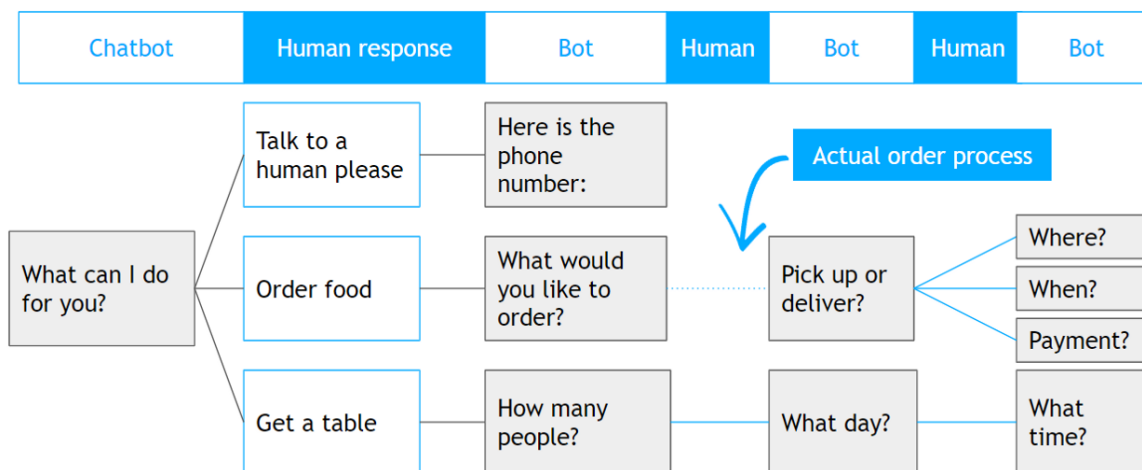 Chatbot
Human response
Bot
Human
Bot
Human
Bot
Talk to a
human please
Here is the
phone
number:
Actual order process
What can I do
for you?
Order food
What would
you like to
order?
Pick up or
deliver?
Where?
When?
Payment?
Get a table
How many
people?
What day?
What
time?